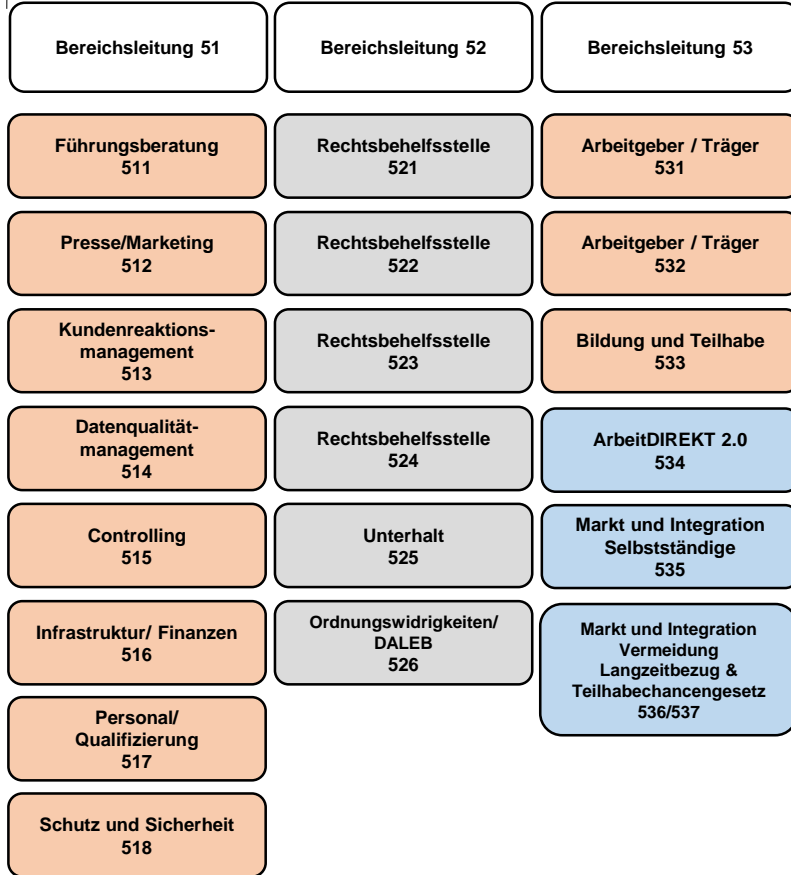 Bereichsleitung 51
Bereichsleitung 52
Bereichsleitung 53
Führungsberatung
511
Rechtsbehelfsstelle
521
Arbeitgeber / Träger
531
Presse/Marketing
512
Rechtsbehelfsstelle
522
Arbeitgeber / Träger
532
Kundenreaktions-
management
513
Rechtsbehelfsstelle
523
Bildung und Teilhabe
533
Datenqualität-
management
514
Rechtsbehelfsstelle
524
ArbeitDIREKT 2.0
534
Controlling
515
Unterhalt
525
Markt und Integration
Selbstständige
535
Infrastruktur/ Finanzen
516
Ordnungswidrigkeiten/
DALEB
526
Markt und Integration
Vermeidung
Langzeitbezug &
Teilhabechancengesetz
536/537
Personal/
Qualifizierung
517
Schutz und Sicherheit
518